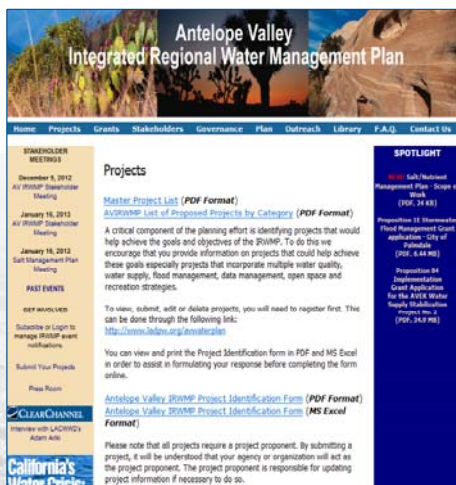 Antelope Valley
Integrated Regional Water Management Plan
Home Projects Grants Stakeholders Governance Plan Outreach Library F.A.Q. Contact Us
STAKEHOLDER
MEETINGS
December 5, 2012
AV IRWMP Stakeholder
Meeting
January 16, 2013
AV IRWMP Stakeholder
Meeting
January 16, 2013
Salt Management Plan
Meeting
PAST EVENTS
GET INVOLVED
Subscribe or Login to
manage IRWMP event
notifications.
Submit Your Projects
Press Room
CLEARCHANNEL
Interview with LACWWD's
Adam Ariki
California's
Water Crisis:
Projects
Master Project List (PDF Format)
AVIRWMP List of Proposed Projects by Category (PDF Format)
A critical component of the planning effort is identifying projects that would
help achieve the goals and objectives of the IRWMP. To do this we
encourage that you provide information on projects that could help achieve
these goals especially projects that incorporate multiple water quality,
water supply, flood management, data management, open space and
recreation strategies.
To view, submit, edit or delete projects, you will need to register first. This
can be done through the following link:
http://www.ladpw.org/avwaterplan
You can view and print the Project Identification form in PDF and MS Excel
in order to assist in formulating your response before completing the form
online.
Antelope Valley IRWMP Project Identification Form (PDF Format)
Antelope Valley IRWMP Project Identification Form (MS Excel
Format)
Please note that all projects require a project proponent. By submitting a
project, it will be understood that your agency or organization will act as
the project proponent. The project proponent is responsible for updating
project information if necessary to do so.
SPOTLIGHT
NEW! Salt/Nutrient
Management Plan - Scope of
Work
(PDF, 24 KB)
Proposition 1E Stormwater
Flood Management Grant
application - City of
Palmdale
(PDF, 6.44 MB)
Proposition 84
Implementation
Grant Application
for the AVEK Water
Supply Stabilization
Project No. 2
(PDF, 24.9 MB)